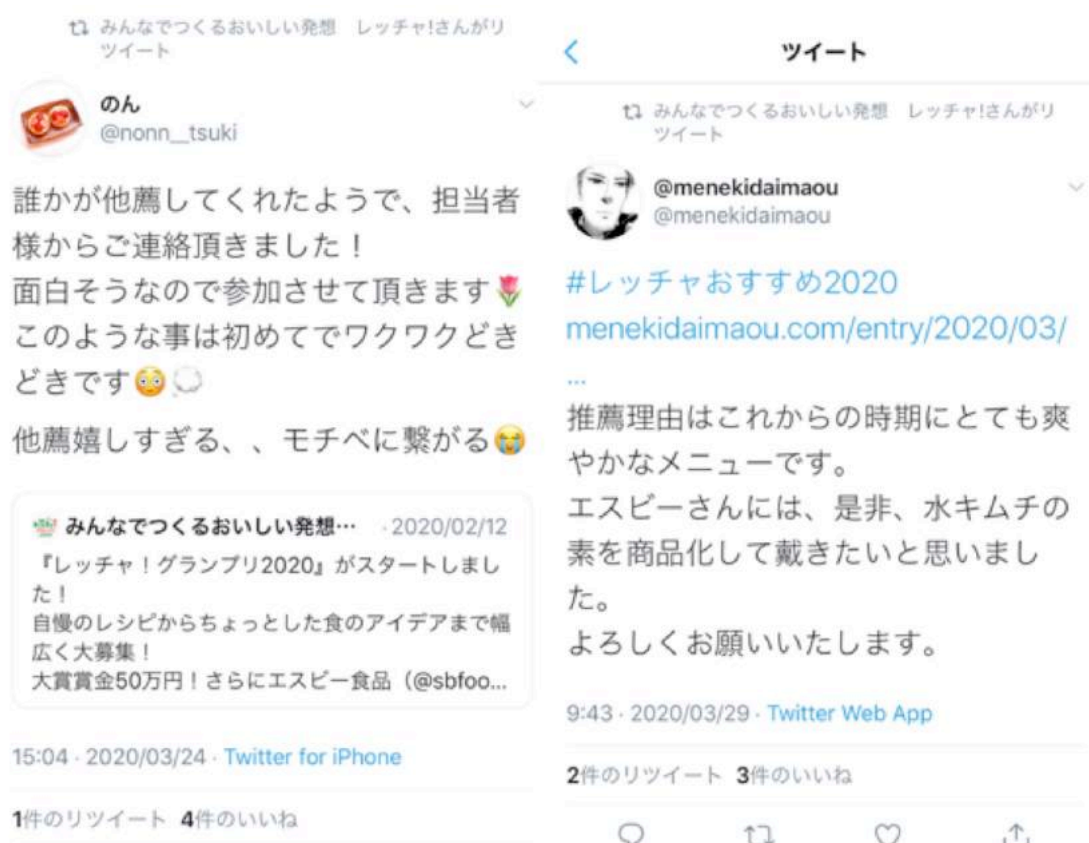 みんなでつくるおいしい発想 レッチャ!さんがリ
ツイート
のん
@nonn__tsuki
誰かが他薦してくれたようで、担当者
様からご連絡頂きました！
面白そうなので参加させて頂きます🌷
このような事は初めてでワクワクどき
どきです😳💭
他薦嬉しすぎる、、モチベに繋がる😭
みんなでつくるおいしい発想… · 2020/02/12
『レッチャ！グランプリ2020』がスタートしまし
た！
自慢のレシピからちょっとした食のアイデアまで幅
広く大募集！
大賞賞金50万円！さらにエスビー食品（@sbfoo...
15:04 · 2020/03/24 · Twitter for iPhone
1件のリツイート 4件のいいね
ツイート
みんなでつくるおいしい発想 レッチャ!さんがリ
ツイート
@menekidaimaou
@menekidaimaou
#レッチャおすすめ2020
menekidaimaou.com/entry/2020/03/
...
推薦理由はこれからの時期にとても爽
やかなメニューです。
エスビーさんには、是非、水キムチの
素を商品化して戴きたいと思いまし
た。
よろしくお願いいたします。
9:43 · 2020/03/29 · Twitter Web App
2件のリツイート 3件のいいね